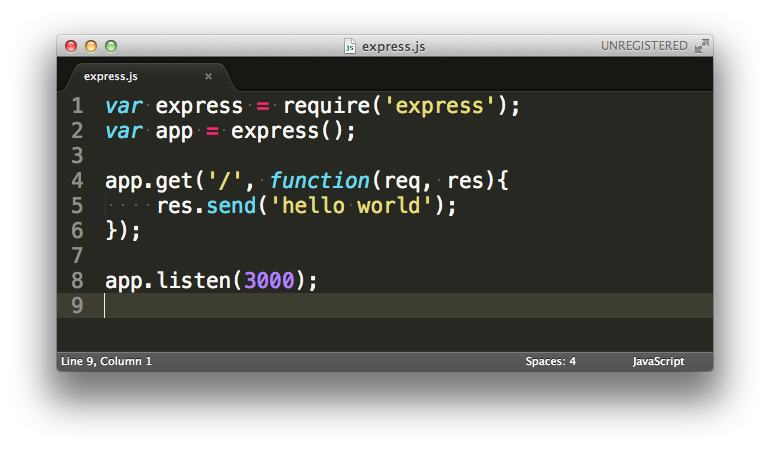 express.js
UNREGISTERED
express.js ×
1 var express = require('express');
2 var app = express();
3
4 app.get('/', function(req, res){
5     res.send('hello world');
6 });
7
8 app.listen(3000);
9
Line 9, Column 1 Spaces: 4 JavaScript